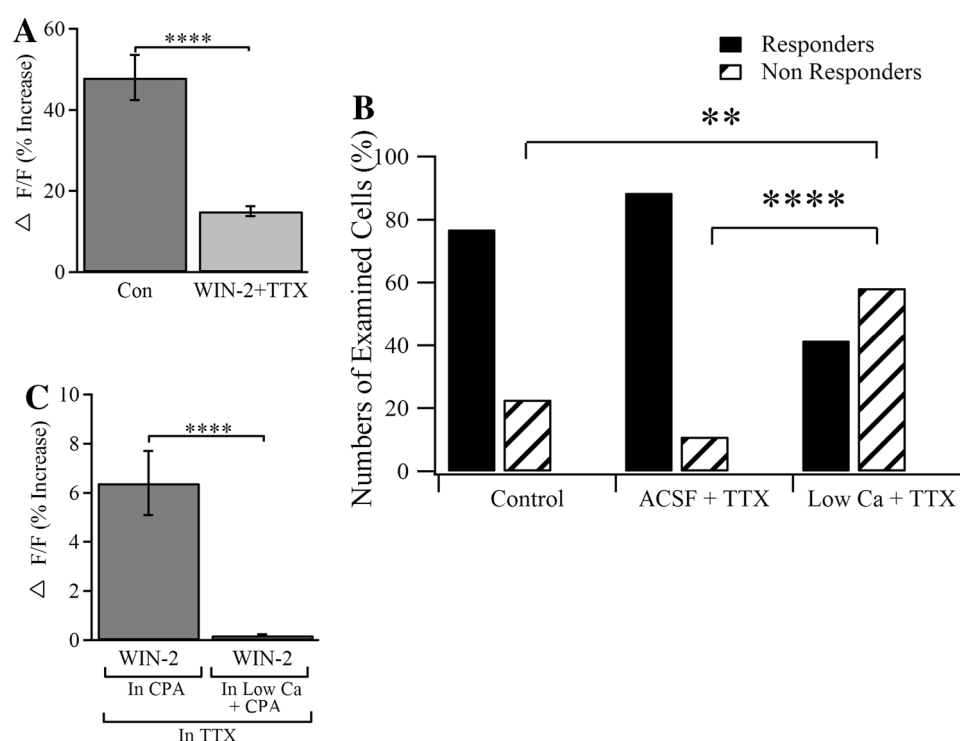 A
△ F/F (% Increase)
60
40
20
0
****
Con
WIN-2+TTX
Responders
Non Responders
B
Numbers of Examined Cells (%)
100
80
60
40
20
0
**
****
Control
ACSF + TTX
Low Ca + TTX
C
△ F/F (% Increase)
10
8
6
4
2
0
****
WIN-2
WIN-2
In CPA
In Low Ca
+ CPA
In TTX